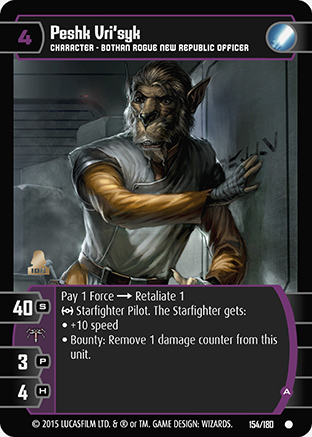 4
Peshk Vri'syk
CHARACTER - BOTHAN ROGUE NEW REPUBLIC OFFICER
40 S
3 P
4 H
Pay 1 Force → Retaliate 1
Starfighter Pilot. The Starfighter gets:
• +10 speed
• Bounty: Remove 1 damage counter from this
unit.
A
© 2015 LUCASFILM LTD. & ® or TM. GAME DESIGN: WIZARDS.
154/180